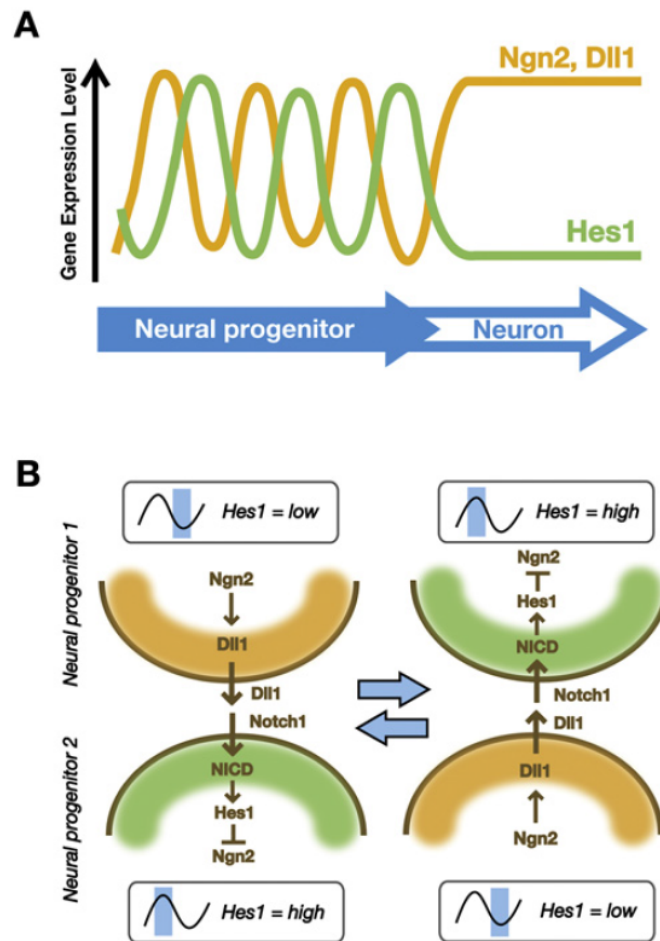 A
Gene Expression Level
Ngn2, Dll1
Hes1
Neural progenitor
Neuron
B
Neural progenitor 1
Neural progenitor 2
Hes1 = low
Ngn2
Dll1
Dll1
Notch1
NICD
Hes1
Ngn2
Hes1 = high
Hes1 = high
Ngn2
Hes1
NICD
Notch1
Dll1
Dll1
Ngn2
Hes1 = low